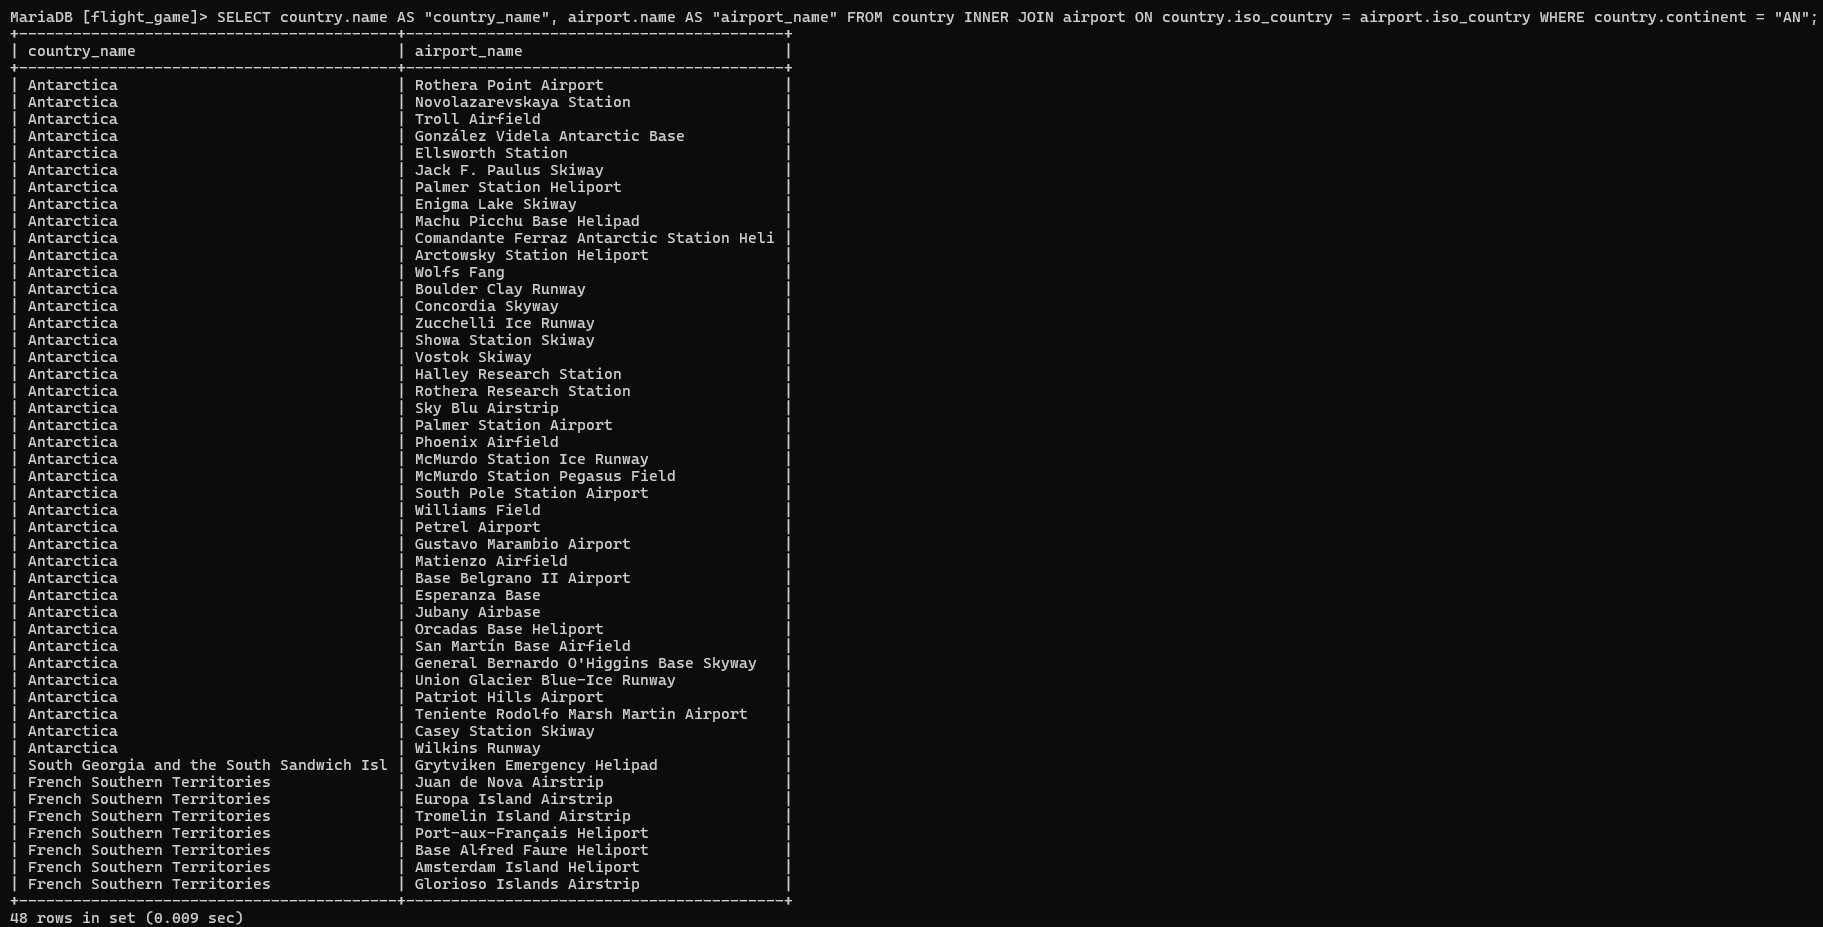 MariaDB [flight_game]> SELECT country.name AS "country_name", airport.name AS "airport_name" FROM country INNER JOIN airport ON country.iso_country = airport.iso_country WHERE country.continent = "AN";
+------------------------------------------+------------------------------------------+
| country_name                             | airport_name                             |
+------------------------------------------+------------------------------------------+
| Antarctica                               | Rothera Point Airport                    |
| Antarctica                               | Novolazarevskaya Station                 |
| Antarctica                               | Troll Airfield                           |
| Antarctica                               | González Videla Antarctic Base           |
| Antarctica                               | Ellsworth Station                        |
| Antarctica                               | Jack F. Paulus Skiway                    |
| Antarctica                               | Palmer Station Heliport                  |
| Antarctica                               | Enigma Lake Skiway                       |
| Antarctica                               | Machu Picchu Base Helipad                |
| Antarctica                               | Comandante Ferraz Antarctic Station Heli |
| Antarctica                               | Arctowsky Station Heliport               |
| Antarctica                               | Wolfs Fang                               |
| Antarctica                               | Boulder Clay Runway                      |
| Antarctica                               | Concordia Skyway                         |
| Antarctica                               | Zucchelli Ice Runway                     |
| Antarctica                               | Showa Station Skiway                     |
| Antarctica                               | Vostok Skiway                            |
| Antarctica                               | Halley Research Station                  |
| Antarctica                               | Rothera Research Station                 |
| Antarctica                               | Sky Blu Airstrip                         |
| Antarctica                               | Palmer Station Airport                   |
| Antarctica                               | Phoenix Airfield                         |
| Antarctica                               | McMurdo Station Ice Runway               |
| Antarctica                               | McMurdo Station Pegasus Field            |
| Antarctica                               | South Pole Station Airport               |
| Antarctica                               | Williams Field                           |
| Antarctica                               | Petrel Airport                           |
| Antarctica                               | Gustavo Marambio Airport                 |
| Antarctica                               | Matienzo Airfield                        |
| Antarctica                               | Base Belgrano II Airport                 |
| Antarctica                               | Esperanza Base                           |
| Antarctica                               | Jubany Airbase                           |
| Antarctica                               | Orcadas Base Heliport                    |
| Antarctica                               | San Martín Base Airfield                 |
| Antarctica                               | General Bernardo O'Higgins Base Skyway   |
| Antarctica                               | Union Glacier Blue-Ice Runway            |
| Antarctica                               | Patriot Hills Airport                    |
| Antarctica                               | Teniente Rodolfo Marsh Martin Airport    |
| Antarctica                               | Casey Station Skiway                     |
| Antarctica                               | Wilkins Runway                           |
| South Georgia and the South Sandwich Isl | Grytviken Emergency Helipad              |
| French Southern Territories              | Juan de Nova Airstrip                    |
| French Southern Territories              | Europa Island Airstrip                   |
| French Southern Territories              | Tromelin Island Airstrip                 |
| French Southern Territories              | Port-aux-Français Heliport               |
| French Southern Territories              | Base Alfred Faure Heliport               |
| French Southern Territories              | Amsterdam Island Heliport                |
| French Southern Territories              | Glorioso Islands Airstrip                |
+------------------------------------------+------------------------------------------+
48 rows in set (0.009 sec)